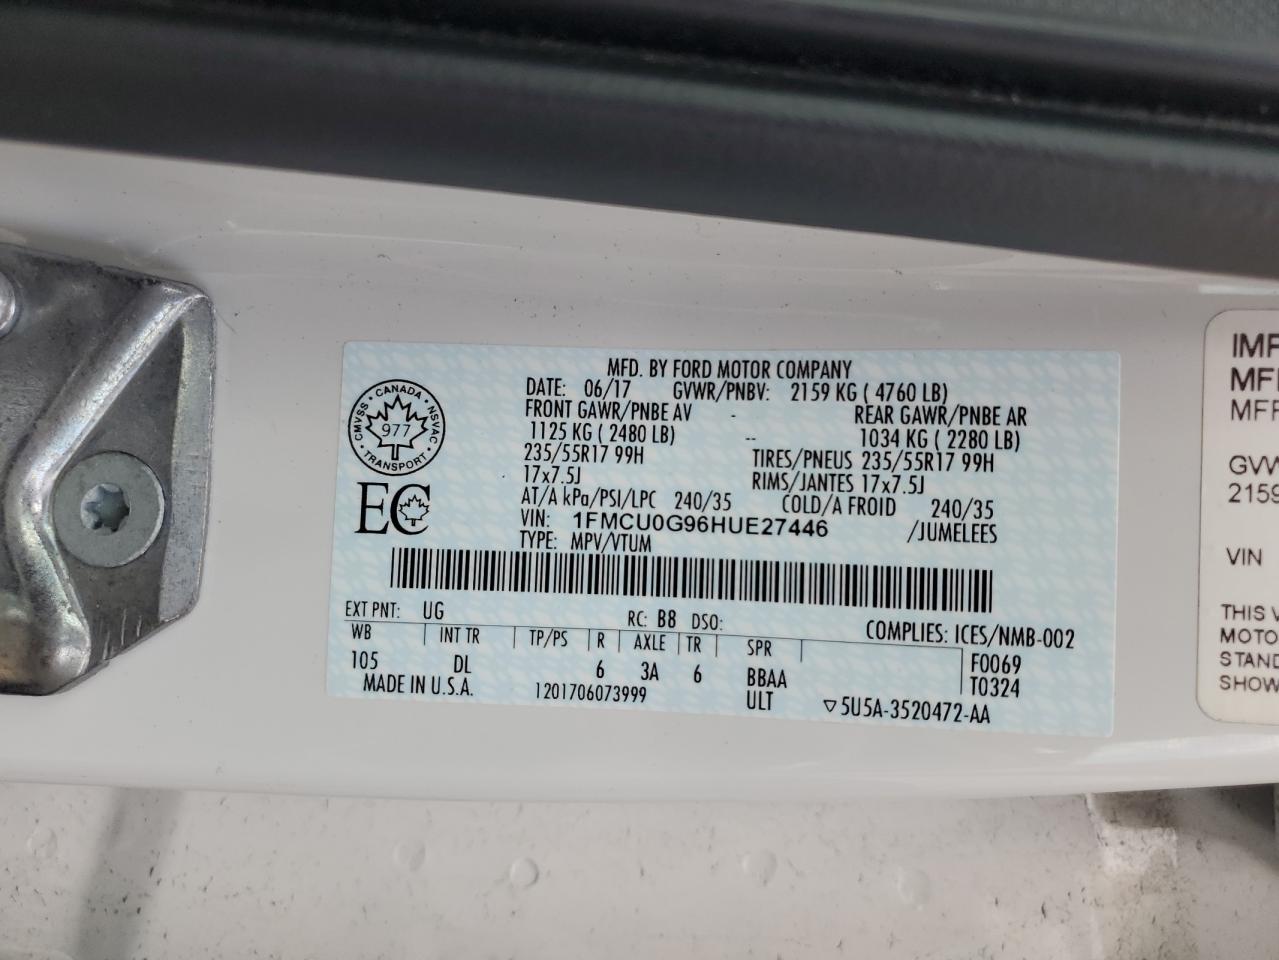 MFD. BY FORD MOTOR COMPANY
DATE: 06/17 GVWR/PNBV: 2159 KG ( 4760 LB)
FRONT GAWR/PNBE AV - REAR GAWR/PNBE AR
1125 KG ( 2480 LB) -- 1034 KG ( 2280 LB)
235/55R17 99H TIRES/PNEUS 235/55R17 99H
17x7.5J RIMS/JANTES 17x7.5J
AT/A kPa/PSI/LPC 240/35 COLD/A FROID 240/35
VIN: 1FMCU0G96HUE27446 /JUMELEES
TYPE: MPV/VTUM
CANADA
CMVSS · NSVAC
977
TRANSPORT
EC
EXT PNT: UG RC: B8 DSO:
COMPLIES: ICES/NMB-002
WB INT TR TP/PS R AXLE TR SPR
105 DL 6 3A 6 BBAA F0069
MADE IN U.S.A. 1201706073999 ULT T0324
▽5U5A-3520472-AA
GVW
2159
VIN
THIS
MOTO
STAND
SHOW